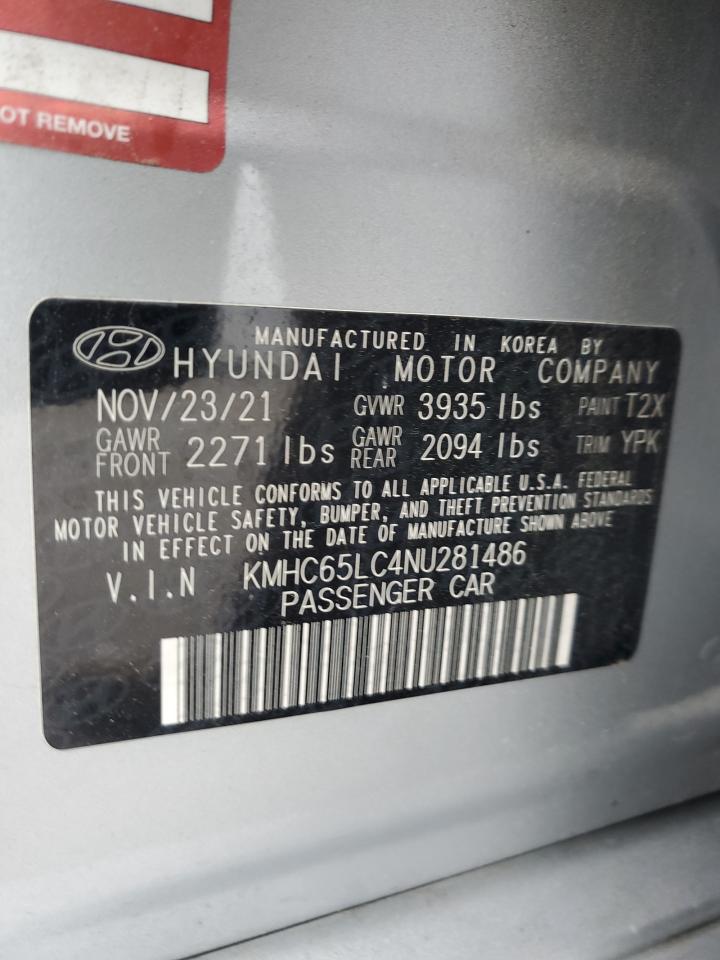 OT REMOVE
MANUFACTURED IN KOREA BY
HYUNDAI MOTOR COMPANY
NOV/23/21 GVWR 3935 lbs PAINT T2X
GAWR FRONT 2271 lbs GAWR REAR 2094 lbs TRIM YPK
THIS VEHICLE CONFORMS TO ALL APPLICABLE U.S.A. FEDERAL
MOTOR VEHICLE SAFETY, BUMPER, AND THEFT PREVENTION STANDARDS
IN EFFECT ON THE DATE OF MANUFACTURE SHOWN ABOVE
V.I.N KMHC65LC4NU281486
PASSENGER CAR